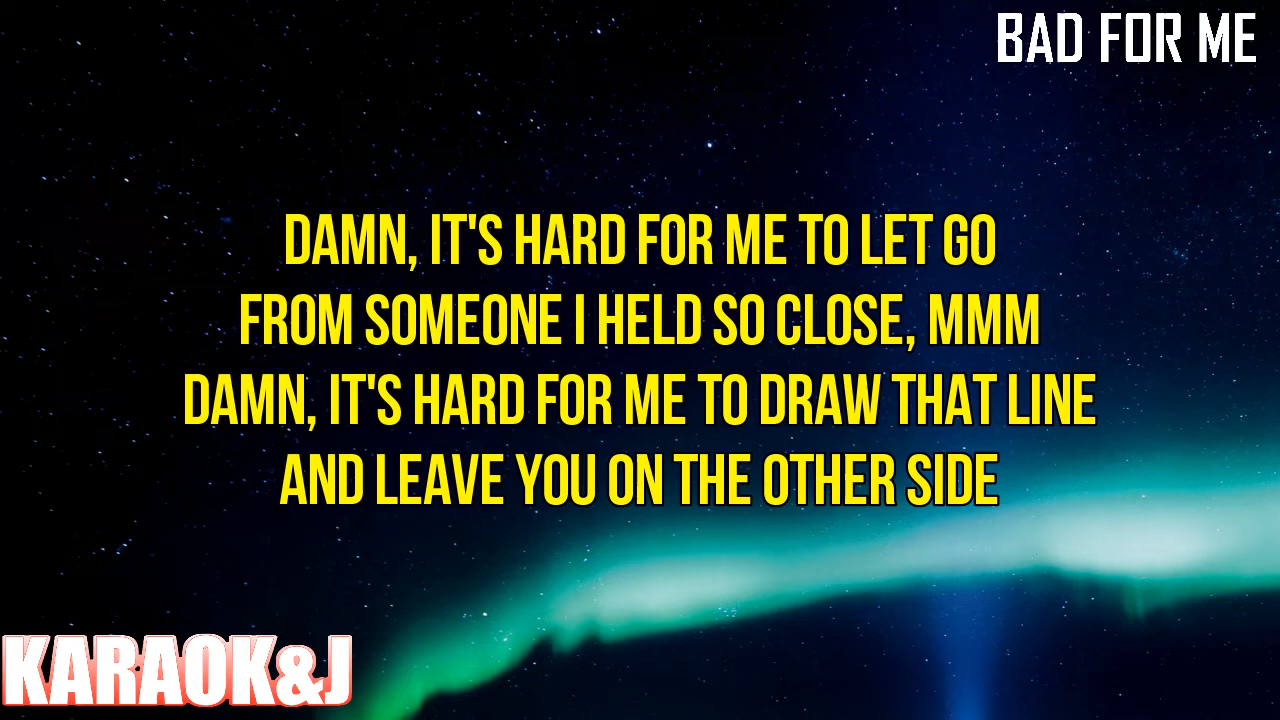 BAD FOR ME
DAMN, IT'S HARD FOR ME TO LET GO
FROM SOMEONE I HELD SO CLOSE, MMM
DAMN, IT'S HARD FOR ME TO DRAW THAT LINE
AND LEAVE YOU ON THE OTHER SIDE
KARAOK&J